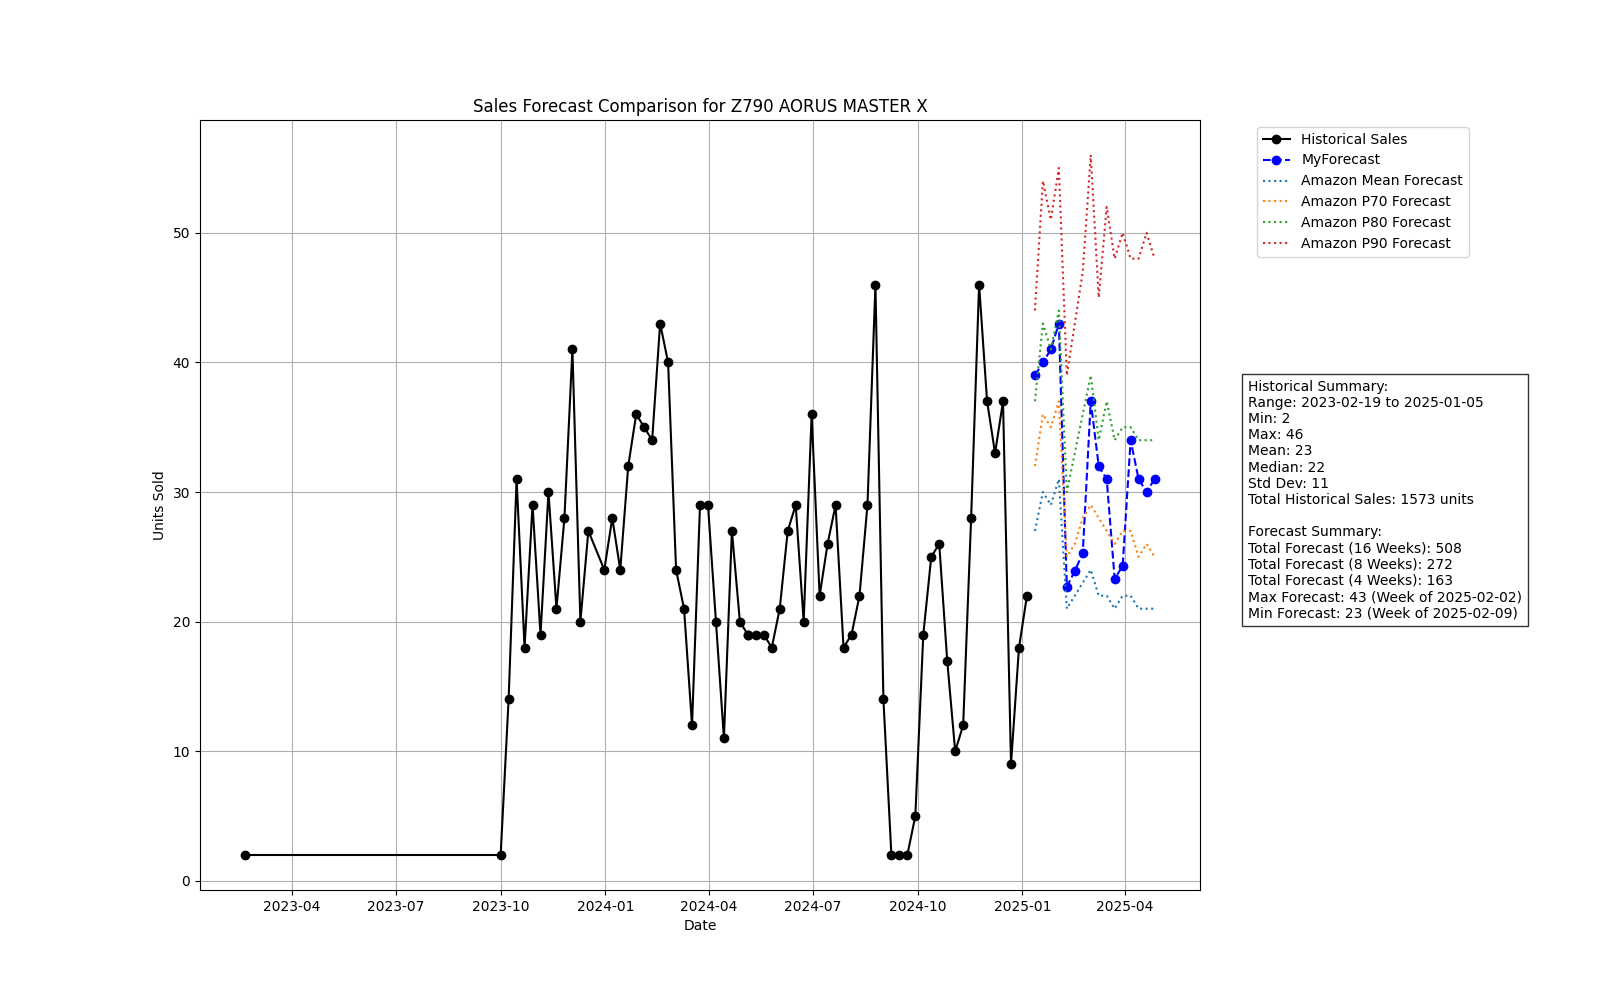 Sales Forecast Comparison for Z790 AORUS MASTER X
Units Sold
50
40
30
20
10
0
2023-04
2023-07
2023-10
2024-01
2024-04
2024-07
2024-10
2025-01
2025-04
Date
Historical Sales
MyForecast
Amazon Mean Forecast
Amazon P70 Forecast
Amazon P80 Forecast
Amazon P90 Forecast
Historical Summary:
Range: 2023-02-19 to 2025-01-05
Min: 2
Max: 46
Mean: 23
Median: 22
Std Dev: 11
Total Historical Sales: 1573 units
Forecast Summary:
Total Forecast (16 Weeks): 508
Total Forecast (8 Weeks): 272
Total Forecast (4 Weeks): 163
Max Forecast: 43 (Week of 2025-02-02)
Min Forecast: 23 (Week of 2025-02-09)